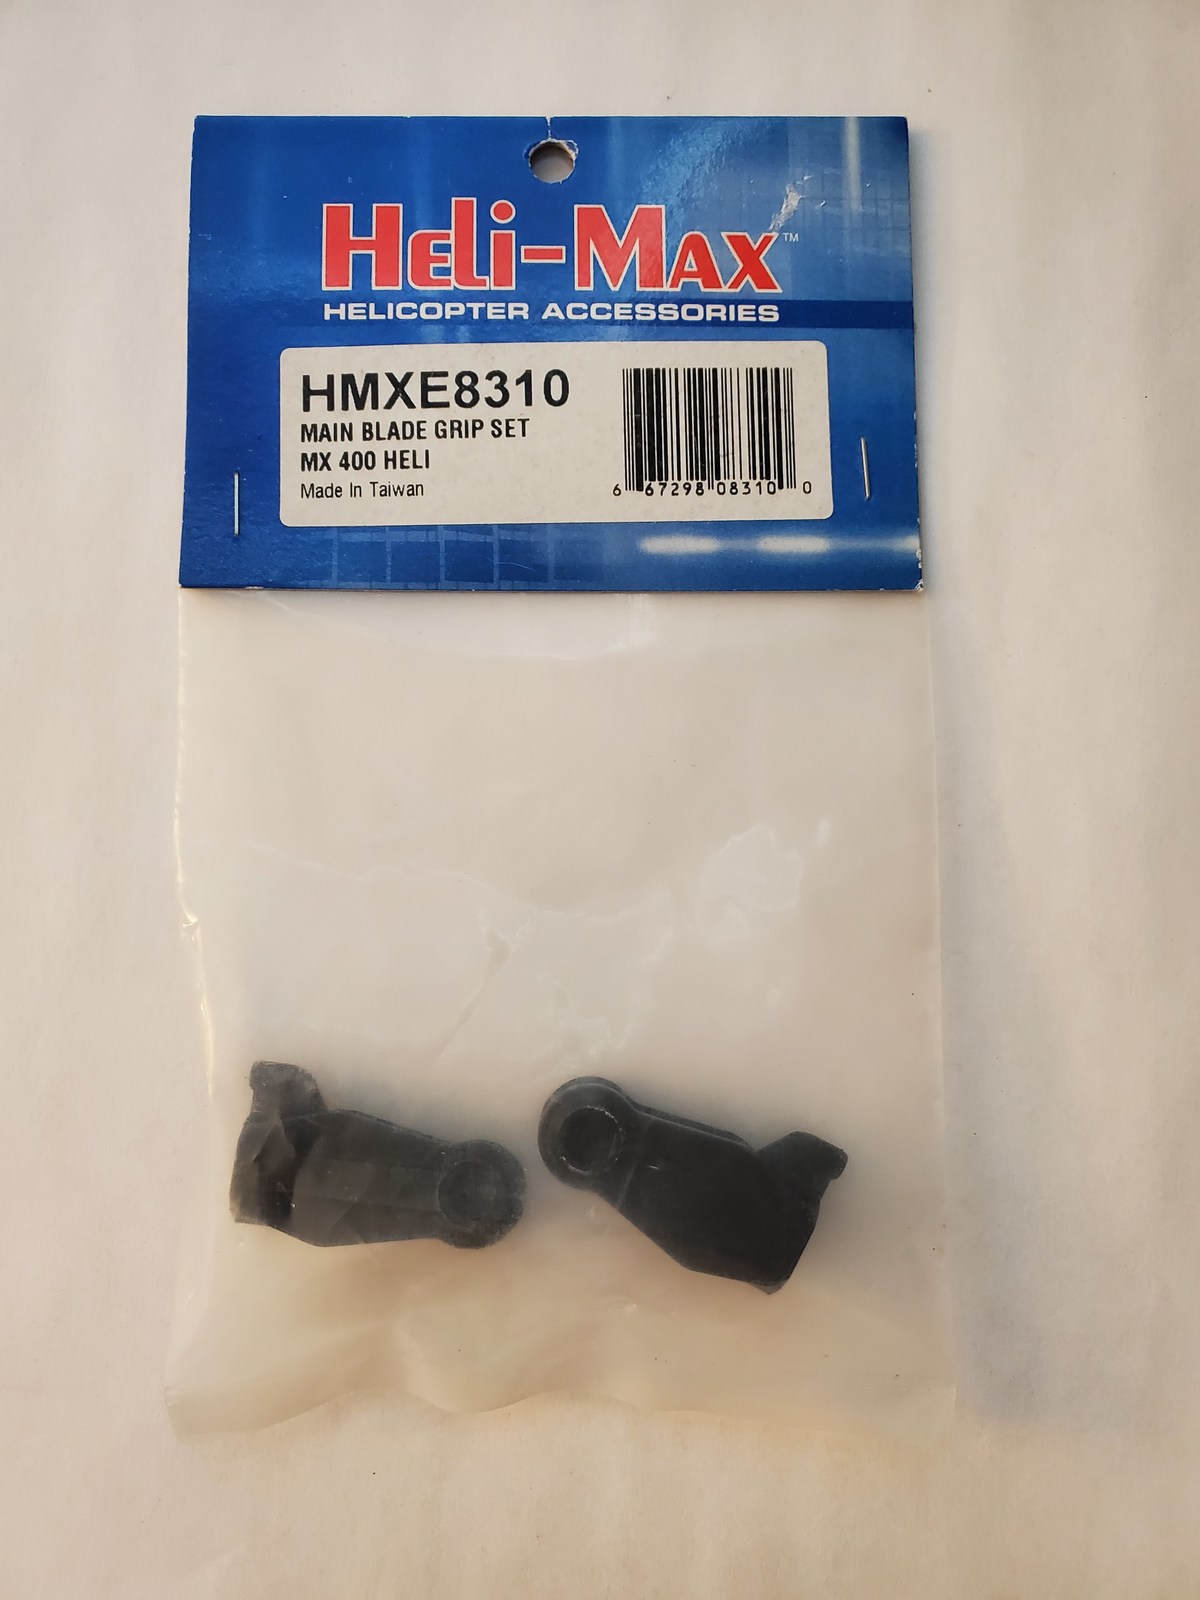 Heli-Max™
HELICOPTER ACCESSORIES
HMXE8310
MAIN BLADE GRIP SET
MX 400 HELI
Made In Taiwan
6 67298 08310 0